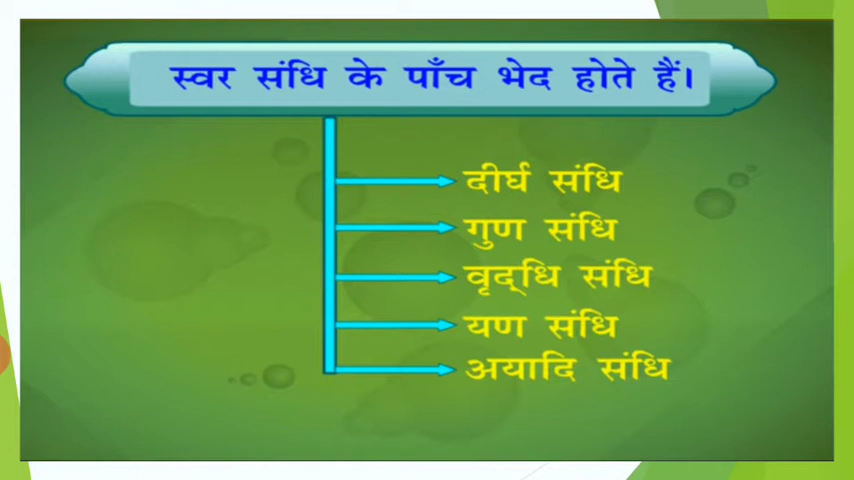 स्वर संधि के पाँच भेद होते हैं।
दीर्घ संधि
गुण संधि
वृद्‌धि संधि
यण संधि
अयादि संधि